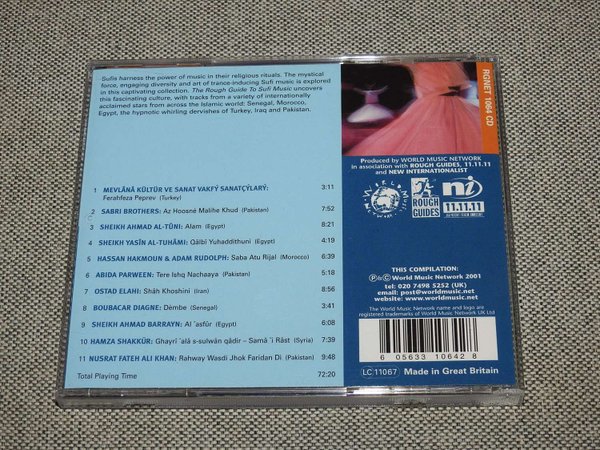 Sufis harness the power of music in their religious rituals. The mystical
force, engaging diversity and art of trance-inducing Sufi music is explored
in this captivating collection. The Rough Guide To Sufi Music uncovers
this fascinating culture, with tracks from a variety of internationally
acclaimed stars from across the Islamic world: Senegal, Morocco,
Egypt, the hypnotic whirling dervishes of Turkey, Iraq and Pakistan.
1 MEVLÂNÂ KÜLTÜR VE SANAT VAKFÝ SANATÇÝLARÝ: 3:11
Ferahfeza Peprev (Turkey)
2 SABRI BROTHERS: Az Hoosné Malihe Khud (Pakistan) 7:52
3 SHEIKH AHMAD AL-TÛNI: Alam (Egypt) 8:21
4 SHEIKH YASÎN AL-TUHÂMI: Qâlbi Yuhaddithuni (Egypt) 4:19
5 HASSAN HAKMOUN & ADAM RUDOLPH: Saba Atu Rijal (Morocco) 6:39
6 ABIDA PARWEEN: Tere Ishq Nachaaya (Pakistan) 5:18
7 OSTAD ELAHI: Shâh Khoshini (Iran) 8:56
8 BOUBACAR DIAGNE: Démbe (Senegal) 3:41
9 SHEIKH AHMAD BARRAYN: Al 'asfûr (Egypt) 6:08
10 HAMZA SHAKKÛR: Ghayri 'alâ s-sulwân qâdir – Samâ 'i Râst (Syria) 7:39
11 NUSRAT FATEH ALI KHAN: Rahway Wasdi Jhok Faridan Di (Pakistan) 9:48
Total Playing Time 72:20
RGNET 1064 CD
Produced by WORLD MUSIC NETWORK
in association with ROUGH GUIDES, 11.11.11
and NEW INTERNATIONALIST
WORLD MUSIC NETWORK
ROUGH
GUIDES
ni
11.11.11
THIS COMPILATION:
℗&© World Music Network 2001
tel: 020 7498 5252 (UK)
email: post@worldmusic.net
website: www.worldmusic.net
The World Music Network name and logo are
registered trademarks of World Music Network UK Ltd
6 05633 10642 8
LC 11067
Made in Great Britain